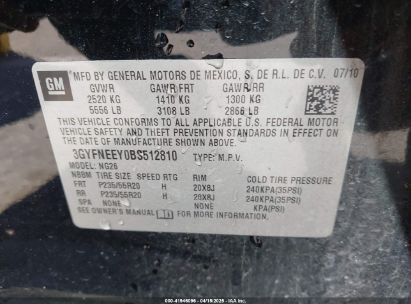 GM
MFD BY GENERAL MOTORS DE MEXICO, S. DE R.L. DE C.V. 07/10
GVWR GAWR FRT GAWR RR
2520 KG 1410 KG 1300 KG
5556 LB 3108 LB 2866 LB
THIS VEHICLE CONFORMS TO ALL APPLICABLE U.S. FEDERAL MOTOR
VEHICLE SAFETY STANDARDS IN EFFECT ON THE DATE OF
MANUFACTURE SHOWN ABOVE.
3GYFNEEY0BS512810 TYPE: M.P.V.
MODEL: NG26
TIRE SIZE SPEED RTG RIM COLD TIRE PRESSURE
FRT P235/55R20 H 20X8J 240KPA(35PSI)
RR P235/55R20 H 20X8J 240KPA(35PSI)
SPA NONE NONE KPA(PSI)
SEE OWNER'S MANUAL FOR MORE INFORMATION.